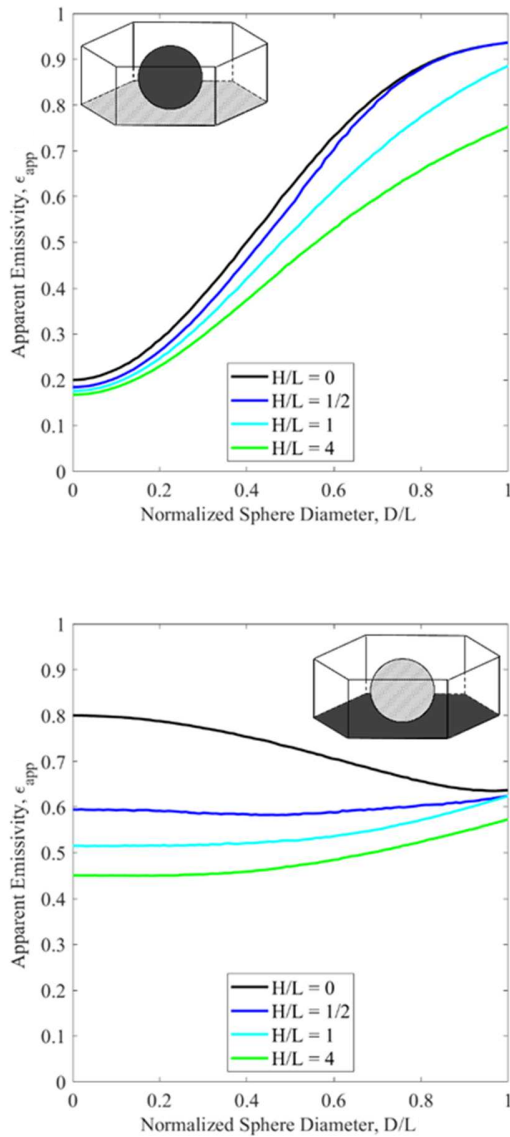 1
0.9
0.8
0.7
0.6
0.5
0.4
0.3
0.2
0.1
0
Apparent Emissivity, ϵapp
H/L = 0
H/L = 1/2
H/L = 1
H/L = 4
0 0.2 0.4 0.6 0.8 1
Normalized Sphere Diameter, D/L
1
0.9
0.8
0.7
0.6
0.5
0.4
0.3
0.2
0.1
0
Apparent Emissivity, ϵapp
H/L = 0
H/L = 1/2
H/L = 1
H/L = 4
0 0.2 0.4 0.6 0.8 1
Normalized Sphere Diameter, D/L